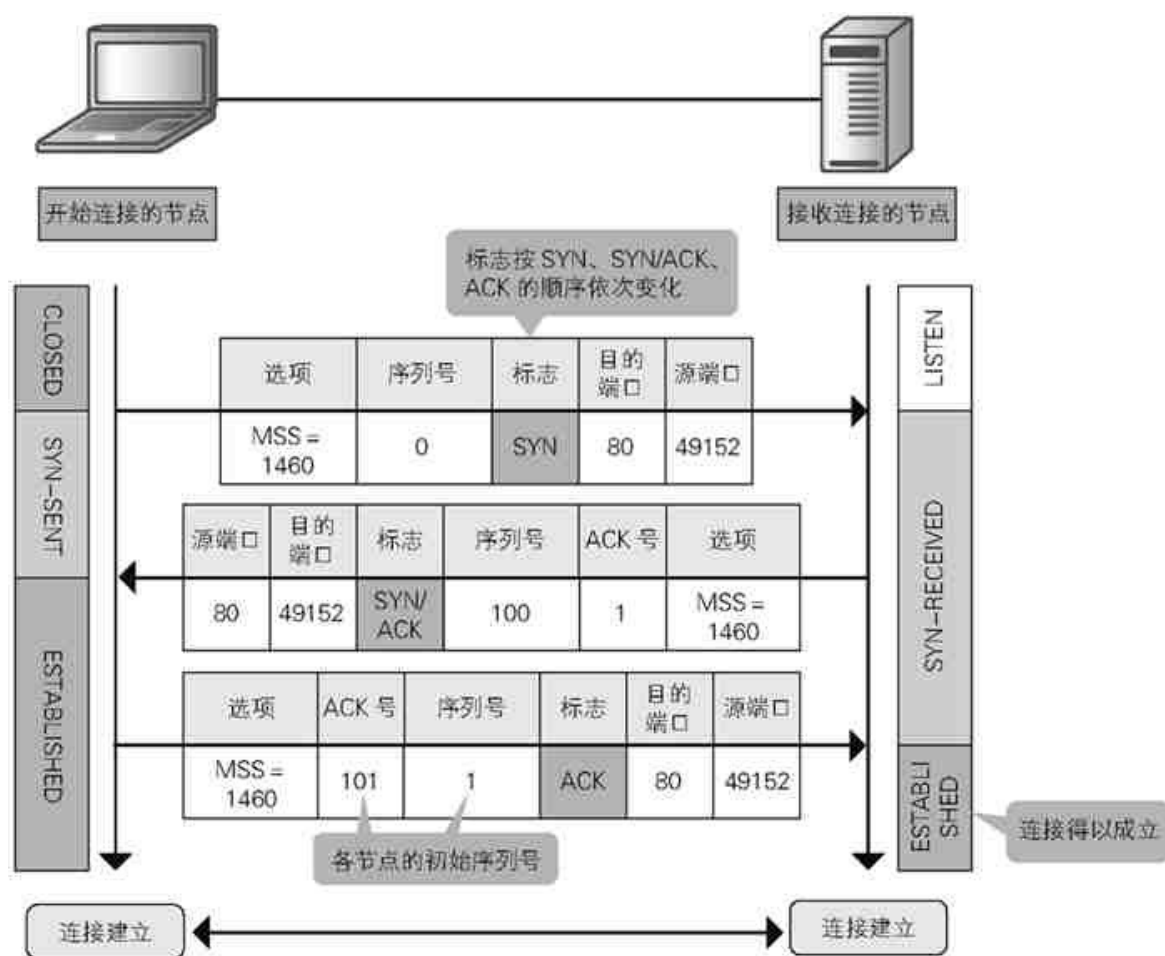 开始连接的节点
接收连接的节点
标志按 SYN、SYN/ACK、
ACK 的顺序依次变化
CLOSED
LISTEN
选项 序列号 标志 目的端口 源端口
MSS = 1460 0 SYN 80 49152
SYN-SENT
SYN-RECEIVED
源端口 目的端口 标志 序列号 ACK 号 选项
80 49152 SYN/ACK 100 1 MSS = 1460
ESTABLISHED
选项 ACK 号 序列号 标志 目的端口 源端口
MSS = 1460 101 1 ACK 80 49152
ESTABLI
SHED
连接得以成立
各节点的初始序列号
连接建立
连接建立